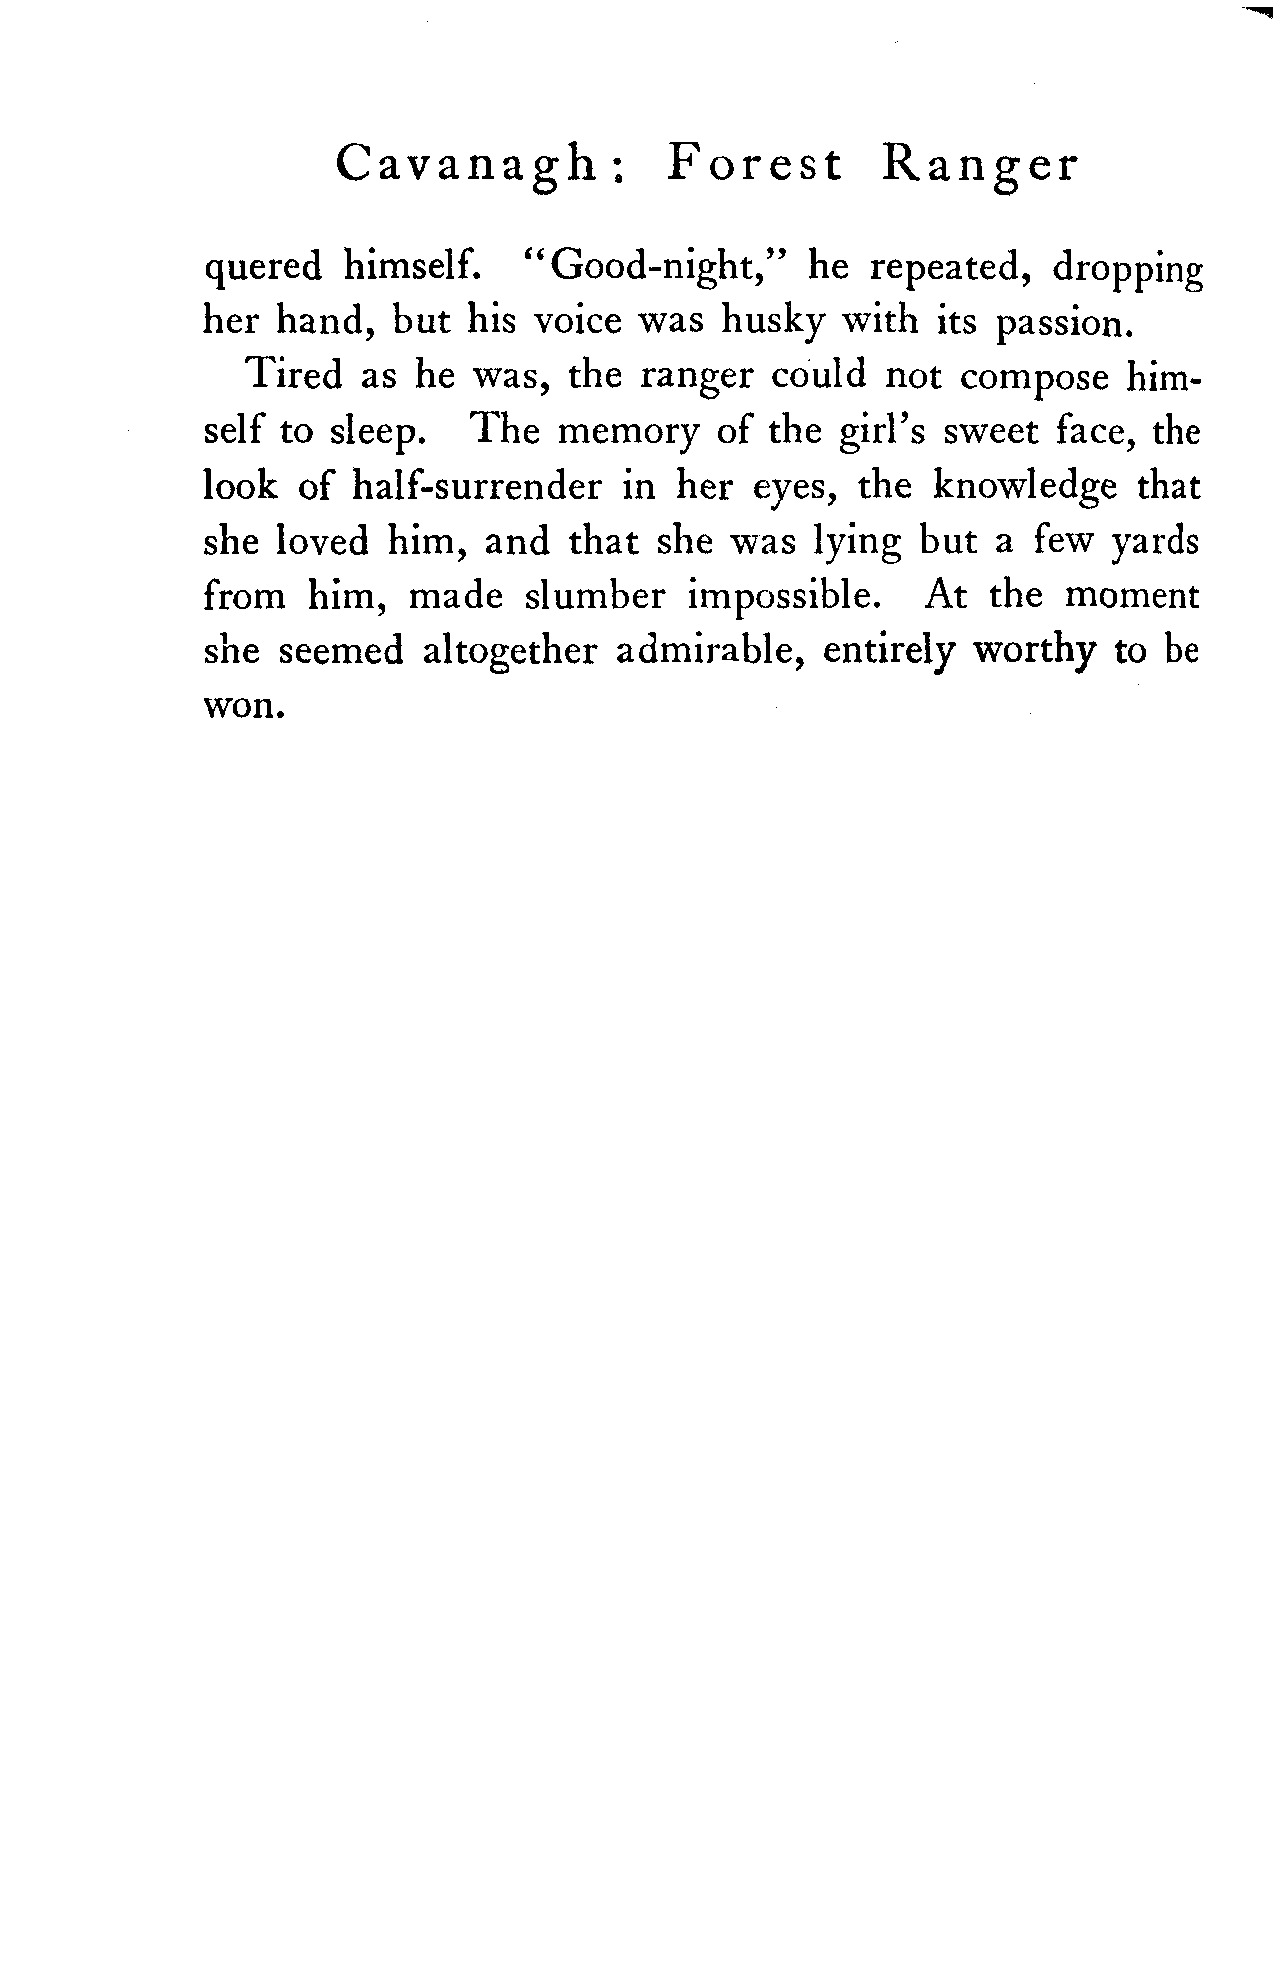 Cavanagh: Forest Ranger
quered himself. "Good-night," he repeated, dropping
her hand, but his voice was husky with its passion.
Tired as he was, the ranger could not compose him-
self to sleep. The memory of the girl's sweet face, the
look of half-surrender in her eyes, the knowledge that
she loved him, and that she was lying but a few yards
from him, made slumber impossible. At the moment
she seemed altogether admirable, entirely worthy to be
won.